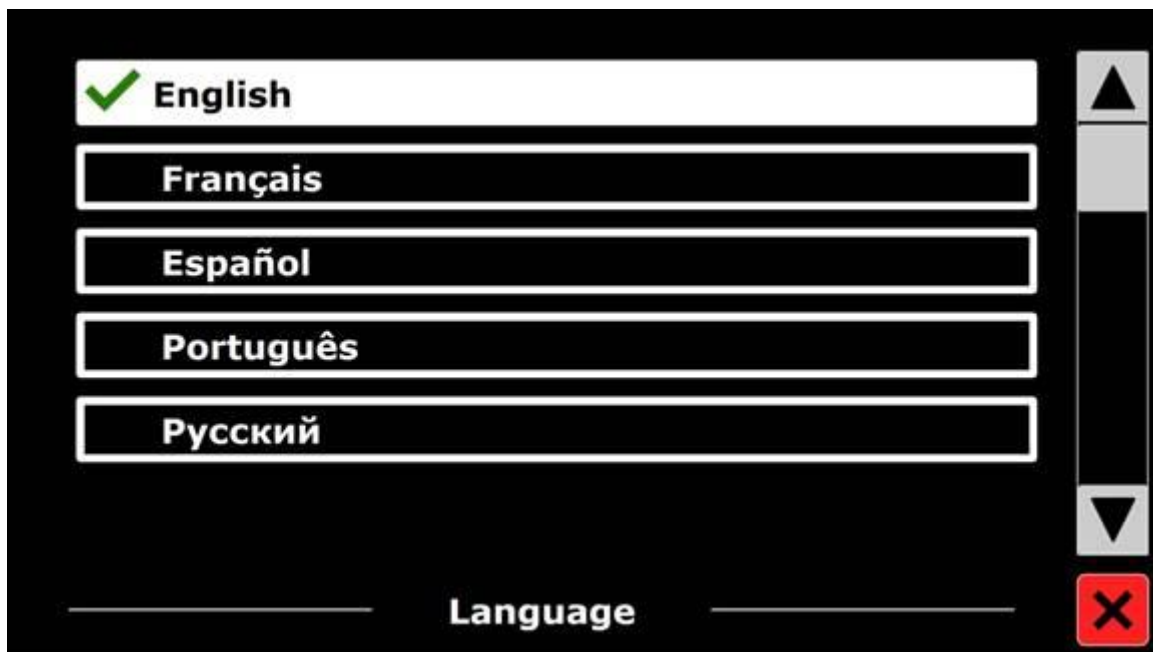 English
Français
Español
Português
Русский
Language